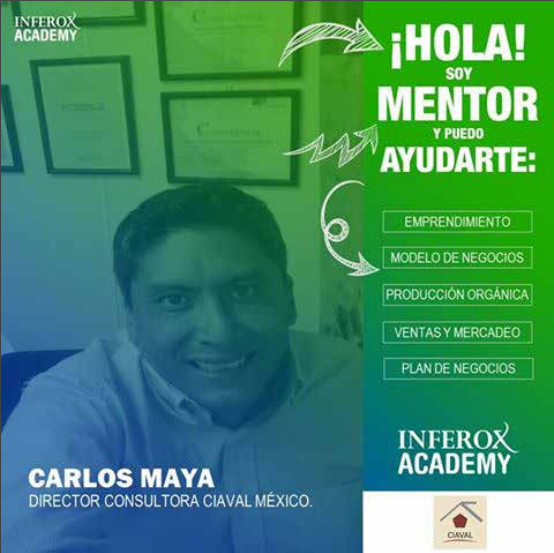 INFEROX
ACADEMY
¡HOLA!
SOY
MENTOR
Y PUEDO
AYUDARTE:
EMPRENDIMIENTO
MODELO DE NEGOCIOS
PRODUCCIÓN ORGÁNICA
VENTAS Y MERCADEO
PLAN DE NEGOCIOS
INFEROX
ACADEMY
CARLOS MAYA
DIRECTOR CONSULTORA CIAVAL MÉXICO.
CIAVAL